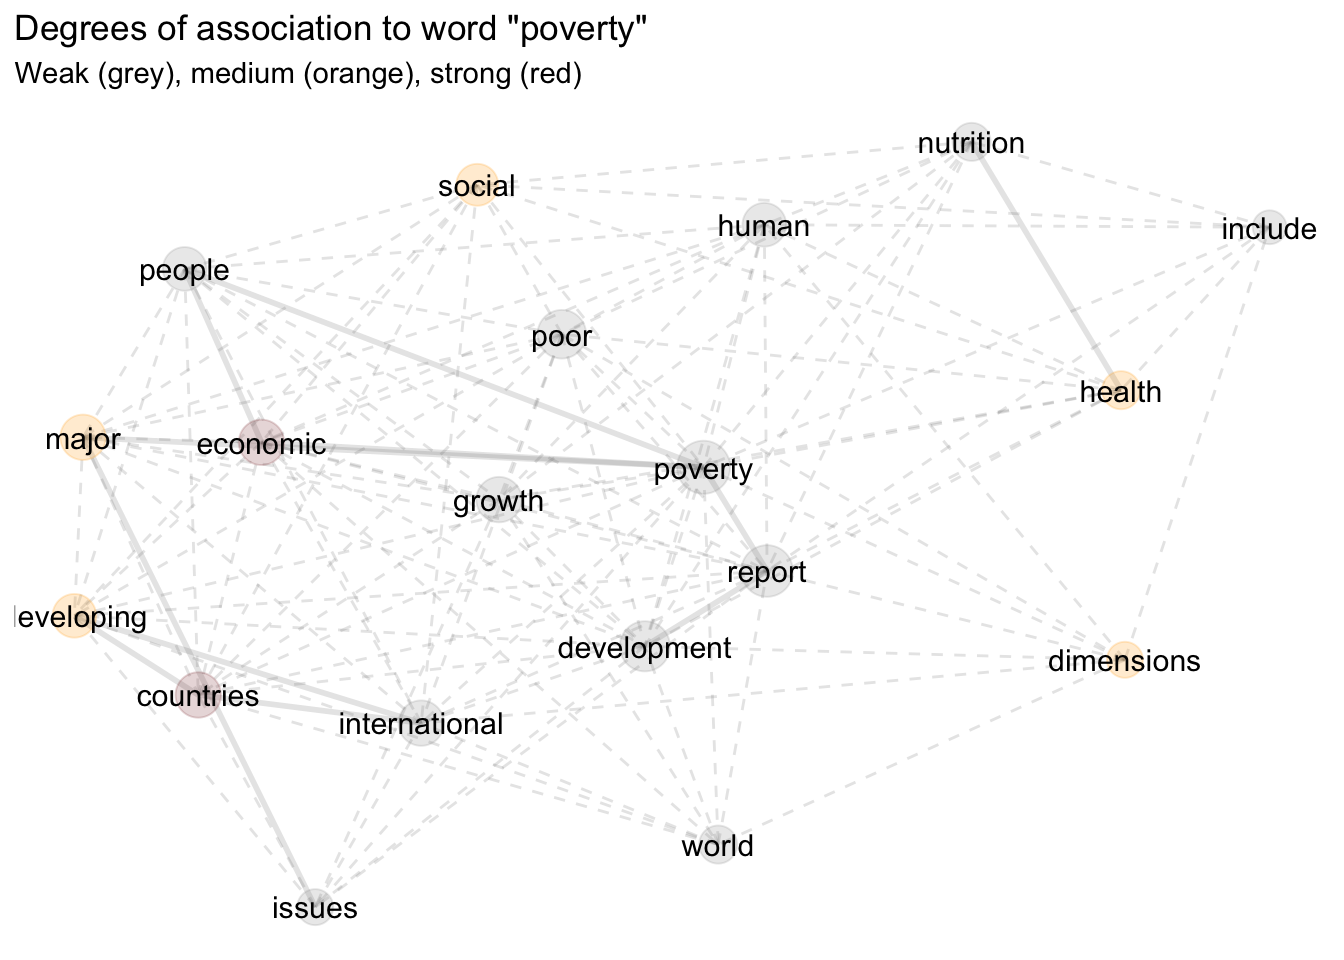 Degrees of association to word "poverty"
Weak (grey), medium (orange), strong (red)
nutrition
social
human
include
people
poor
health
major
economic
poverty
growth
report
leveloping
development
dimensions
countries
international
world
issues